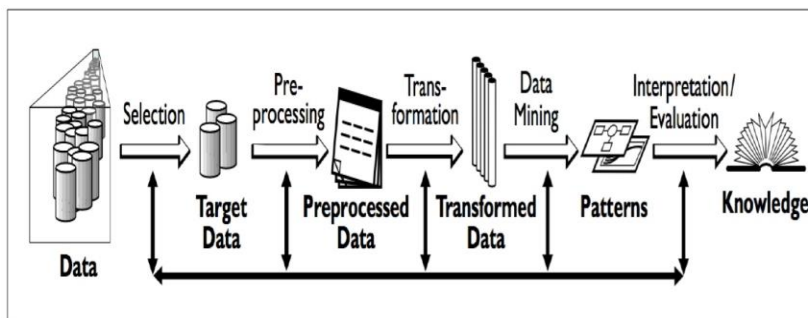 Selection
Pre-
processing
Trans-
formation
Data
Mining
Interpretation/
Evaluation
Data
Target
Data
Preprocessed
Data
Transformed
Data
Patterns
Knowledge